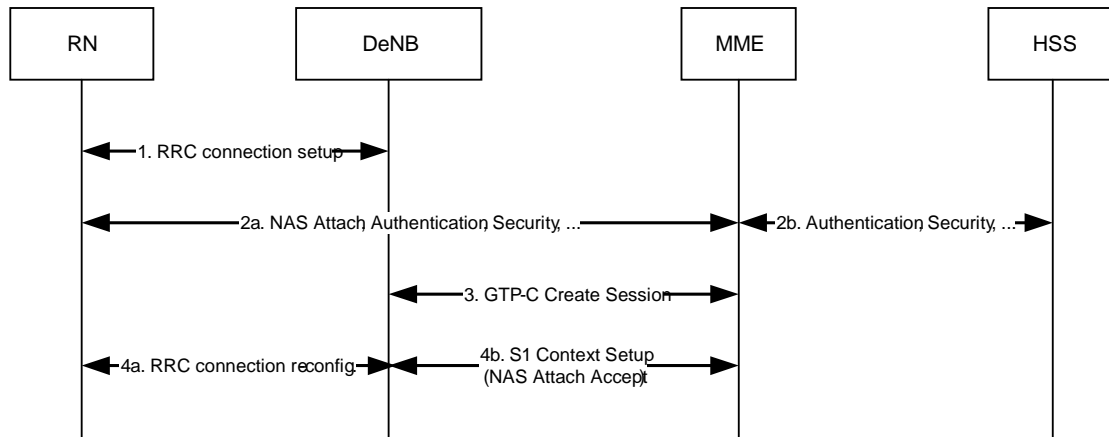 RN
DeNB
MME
HSS
1. RRC connection setup
2a. NAS Attach, Authentication, Security, ...
2b. Authentication, Security, ...
3. GTP-C Create Session
4a. RRC connection reconfig.
4b. S1 Context Setup
(NAS Attach Accept)